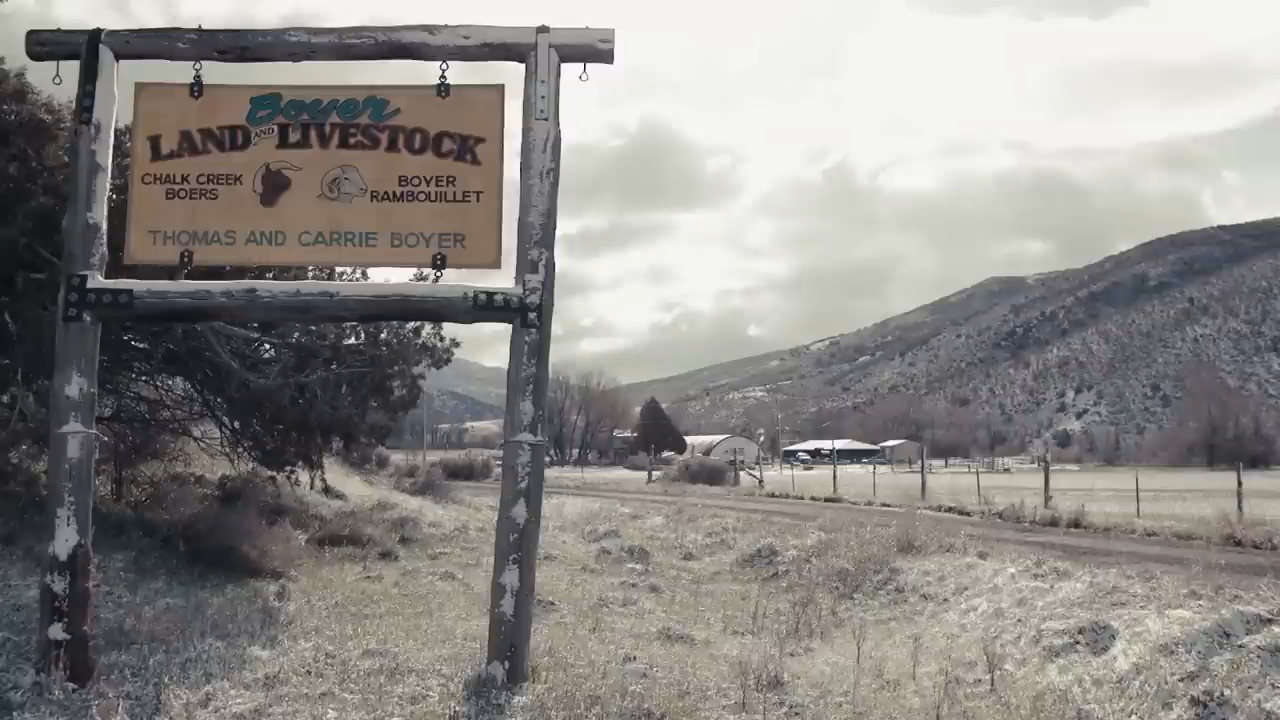 Boyer
LAND AND LIVESTOCK
CHALK CREEK
BOERS
BOYER
RAMBOUILLET
THOMAS AND CARRIE BOYER